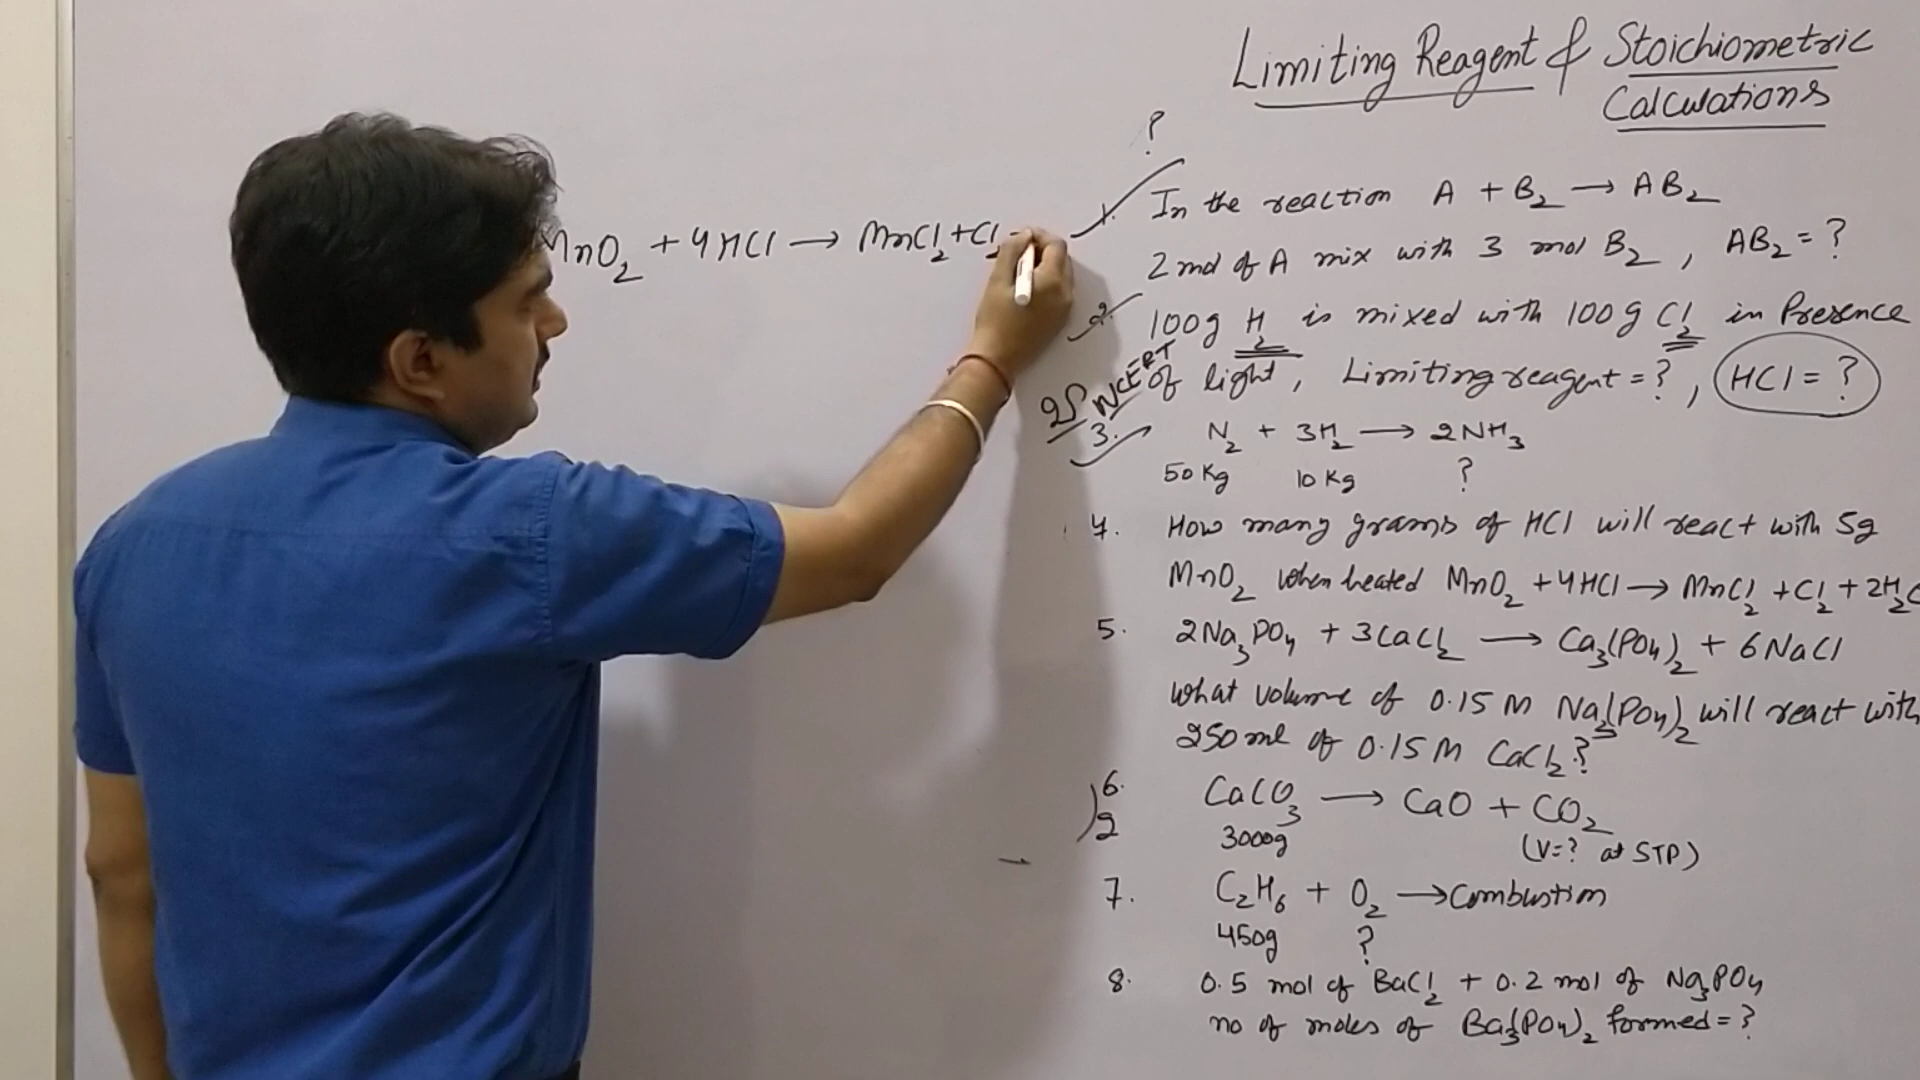 Limiting Reagent & Stoichiometric
Calculations
MnO2 + 4HCl → MnCl2 + Cl2
?
1. In the reaction A + B2 → AB2
2 mol of A mix with 3 mol B2, AB2 = ?
2. 100g H2 is mixed with 100g Cl2 in Presence
of light, Limiting reagent = ?, HCl = ?
NCERT
3. N2 + 3H2 → 2NH3
50 Kg 10 Kg ?
4. How many grams of HCl will react with 5g
MnO2 when heated MnO2 + 4HCl → MnCl2 + Cl2 + 2H2O
5. 2Na3PO4 + 3CaCl2 → Ca3(PO4)2 + 6NaCl
what volume of 0.15 M Na3(PO4)2 will react with
250 ml of 0.15 M CaCl2?
6. CaCO3 → CaO + CO2
2 3000g (V=? at STP)
7. C2H6 + O2 → Combustion
450g ?
8. 0.5 mol of BaCl2 + 0.2 mol of Na3PO4
no of moles of Ba3(PO4)2 formed = ?